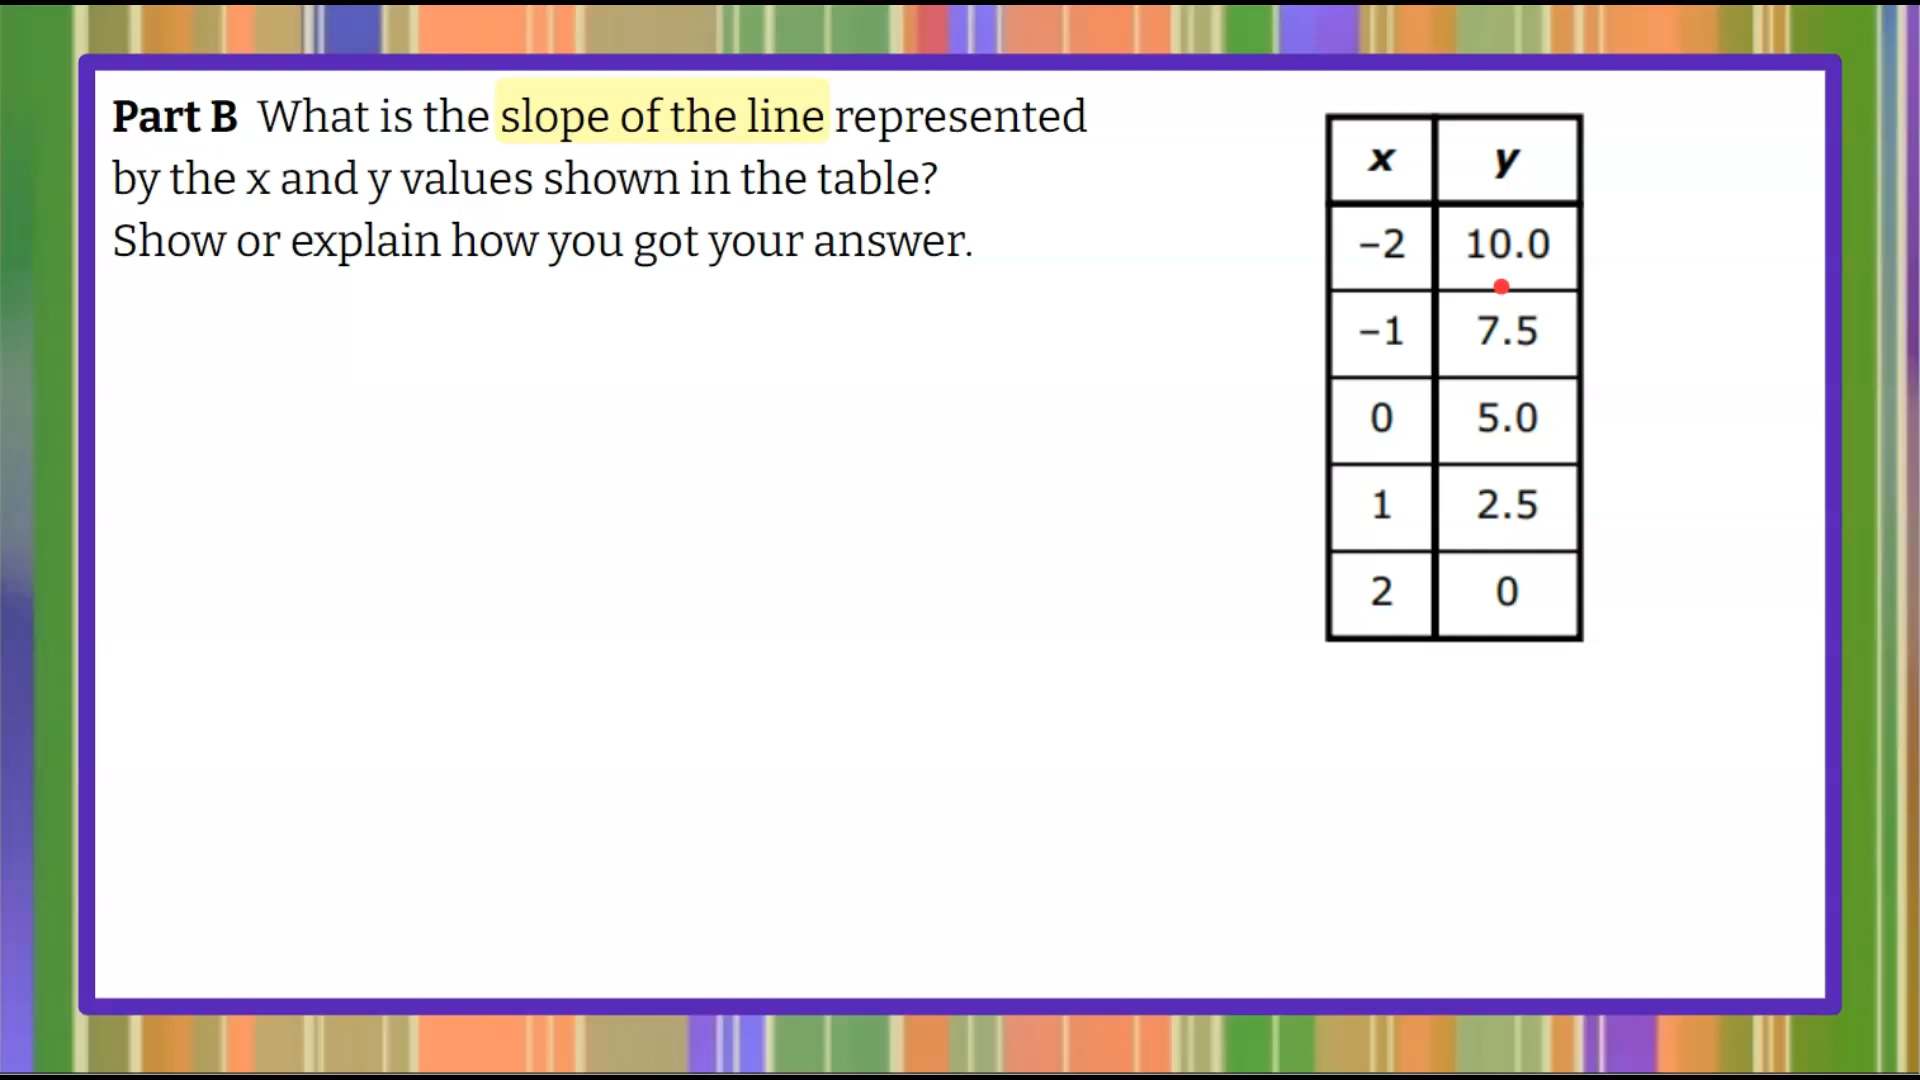 Part B What is the slope of the line represented
by the x and y values shown in the table?
Show or explain how you got your answer.
x y
−2 10.0
−1 7.5
0 5.0
1 2.5
2 0